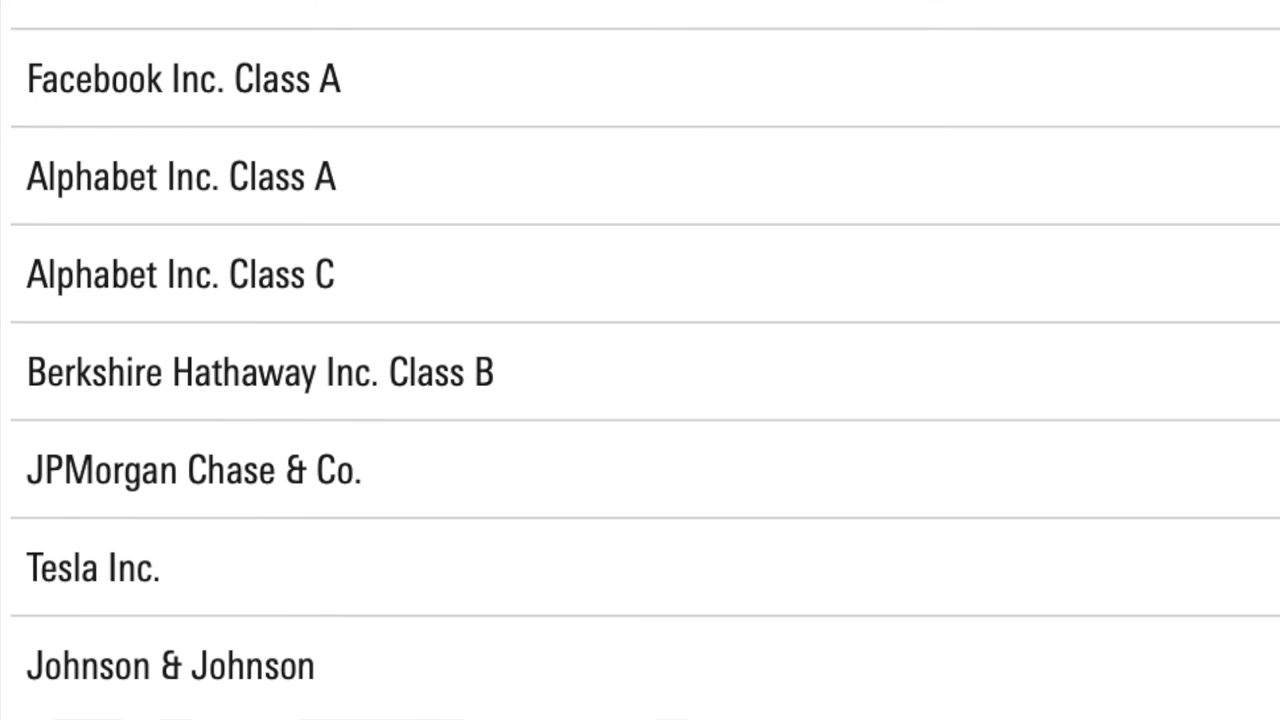 Facebook Inc. Class A
Alphabet Inc. Class A
Alphabet Inc. Class C
Berkshire Hathaway Inc. Class B
JPMorgan Chase & Co.
Tesla Inc.
Johnson & Johnson